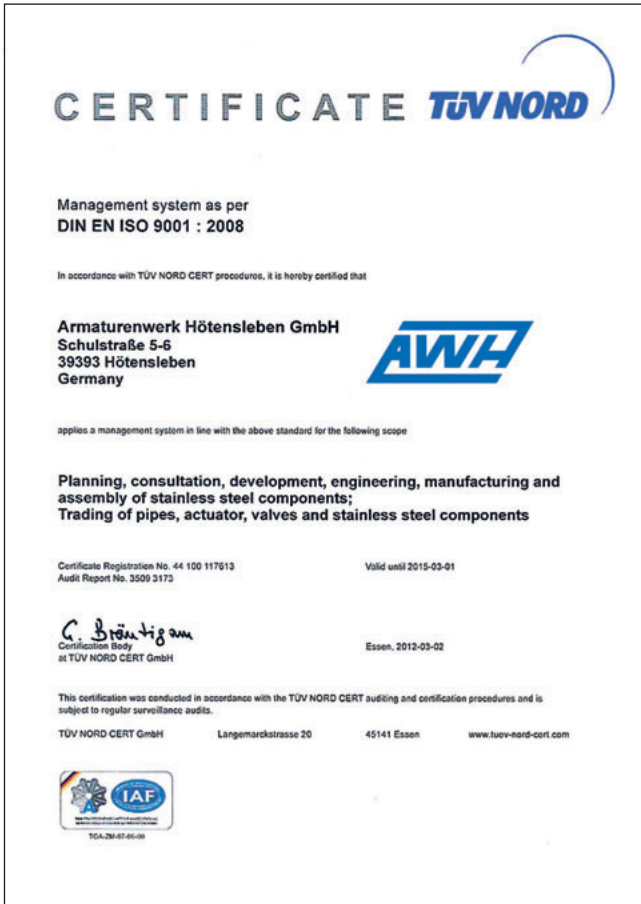 CERTIFICATE TÜV NORD
Management system as per
DIN EN ISO 9001 : 2008
In accordance with TÜV NORD CERT procedures, it is hereby certified that
Armaturenwerk Hötensleben GmbH
Schulstraße 5-6
39393 Hötensleben
Germany
AWH
applies a management system in line with the above standard for the following scope
Planning, consultation, development, engineering, manufacturing and
assembly of stainless steel components;
Trading of pipes, actuator, valves and stainless steel components
Certificate Registration No. 44 100 117613
Audit Report No. 3509 3173
Valid until 2015-03-01
G. Bräutigam
Certification Body
at TÜV NORD CERT GmbH
Essen, 2012-03-02
This certification was conducted in accordance with the TÜV NORD CERT auditing and certification procedures and is
subject to regular surveillance audits.
TÜV NORD CERT GmbH Langemarckstrasse 20 45141 Essen www.tuev-nord-cert.com
IAF
TGA-ZM-07-06-00